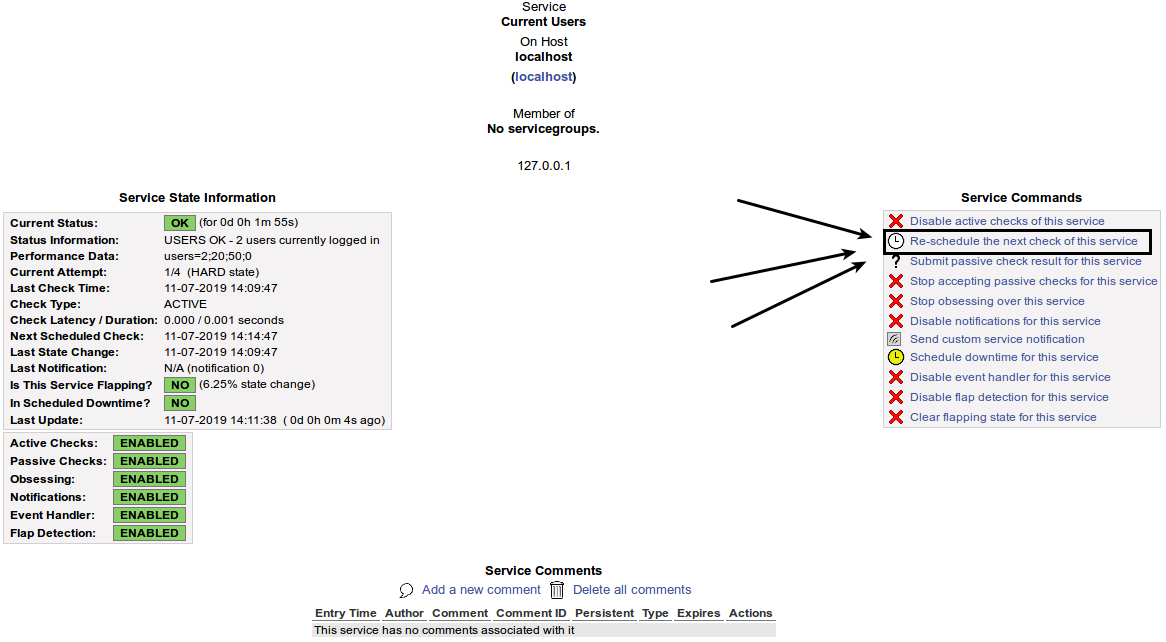 Service
Current Users
On Host
localhost
(localhost)
Member of
No servicegroups.
127.0.0.1
Service State Information
Current Status: OK (for 0d 0h 1m 55s)
Status Information: USERS OK - 2 users currently logged in
Performance Data: users=2;20;50;0
Current Attempt: 1/4 (HARD state)
Last Check Time: 11-07-2019 14:09:47
Check Type: ACTIVE
Check Latency / Duration: 0.000 / 0.001 seconds
Next Scheduled Check: 11-07-2019 14:14:47
Last State Change: 11-07-2019 14:09:47
Last Notification: N/A (notification 0)
Is This Service Flapping? NO (6.25% state change)
In Scheduled Downtime? NO
Last Update: 11-07-2019 14:11:38 ( 0d 0h 0m 4s ago)
Active Checks: ENABLED
Passive Checks: ENABLED
Obsessing: ENABLED
Notifications: ENABLED
Event Handler: ENABLED
Flap Detection: ENABLED
Service Commands
Disable active checks of this service
Re-schedule the next check of this service
Submit passive check result for this service
Stop accepting passive checks for this service
Stop obsessing over this service
Disable notifications for this service
Send custom service notification
Schedule downtime for this service
Disable event handler for this service
Disable flap detection for this service
Clear flapping state for this service
Service Comments
Add a new comment Delete all comments
Entry Time Author Comment Comment ID Persistent Type Expires Actions
This service has no comments associated with it